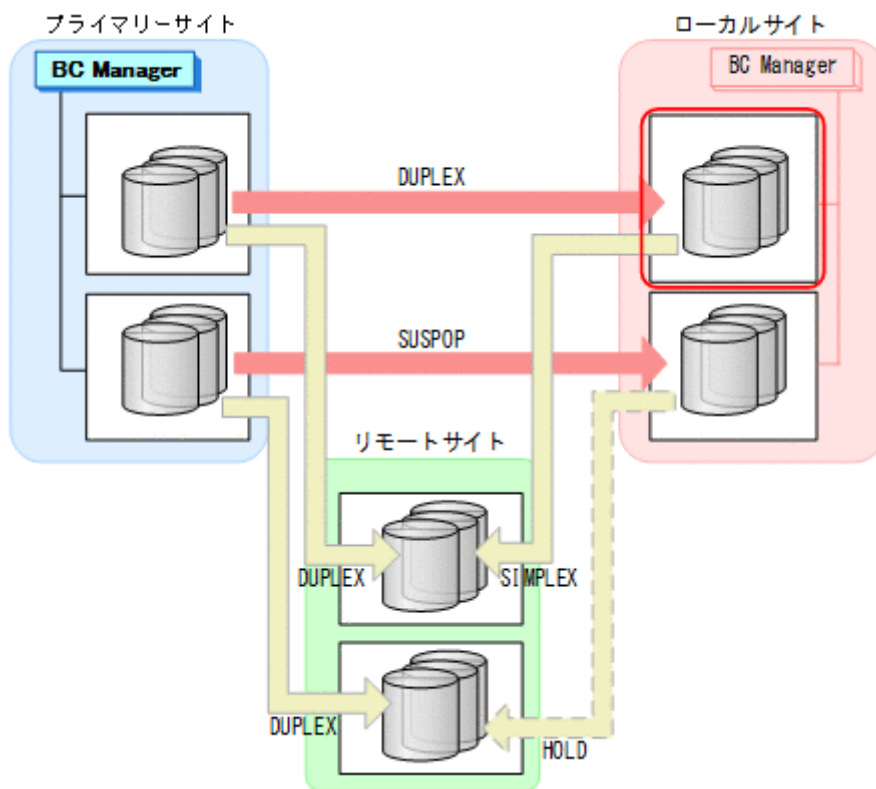 プライマリーサイト
ローカルサイト
BC Manager
BC Manager
DUPLEX
SUSPOP
リモートサイト
DUPLEX
SIMPLEX
DUPLEX
HOLD